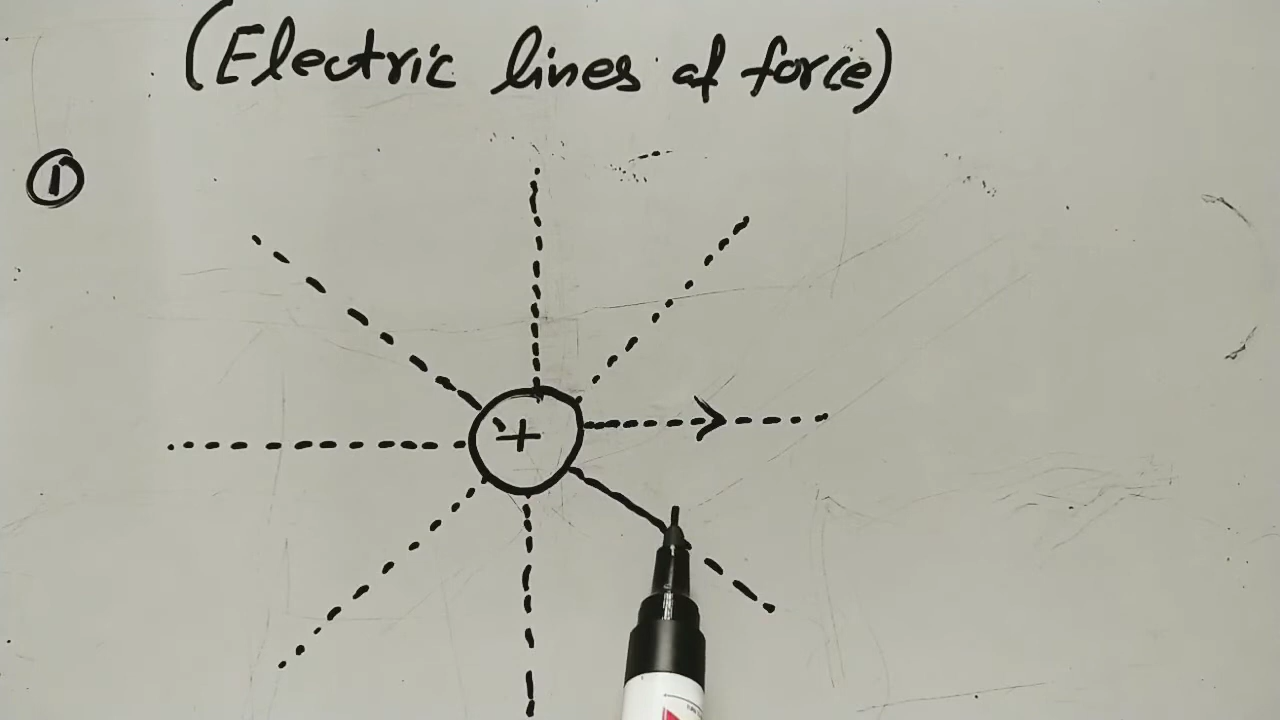 (Electric lines of force)
①
+